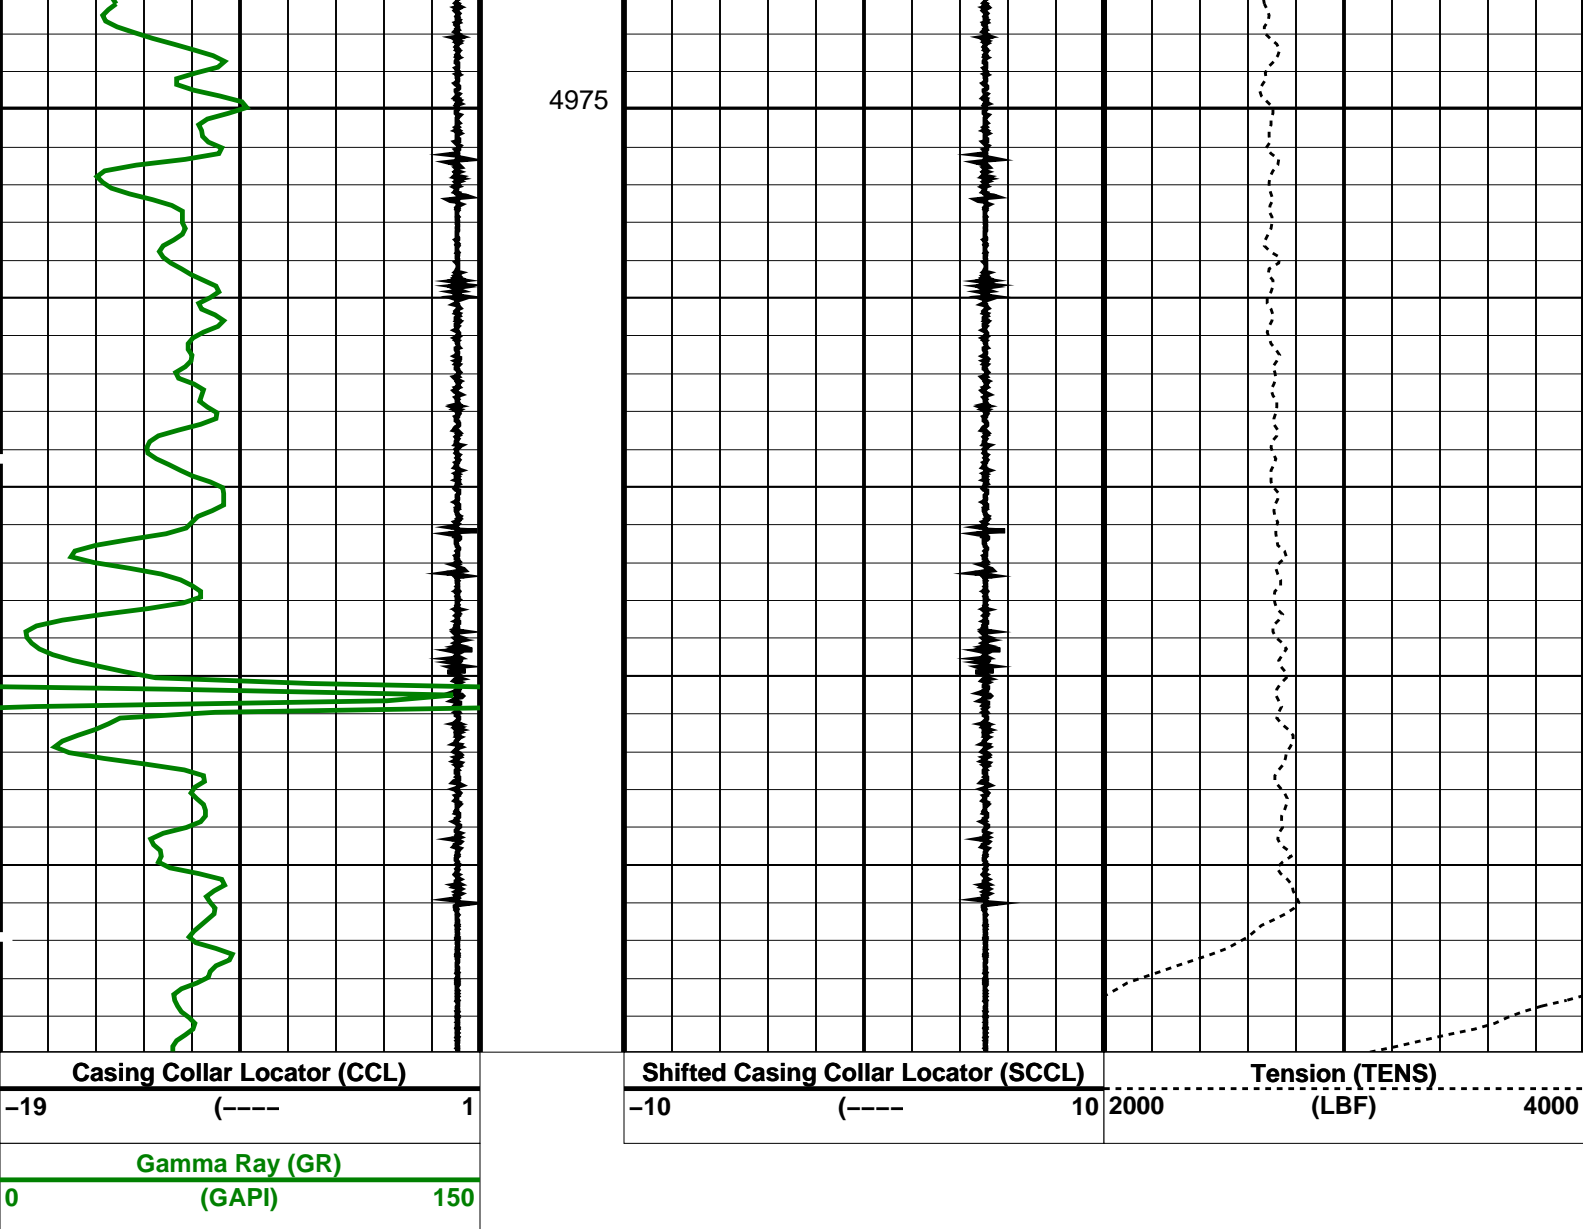 4975
Casing Collar Locator (CCL)
–19 (–––– 1
Gamma Ray (GR)
0 (GAPI) 150
Shifted Casing Collar Locator (SCCL)
–10 (–––– 10
Tension (TENS)
2000 (LBF) 4000